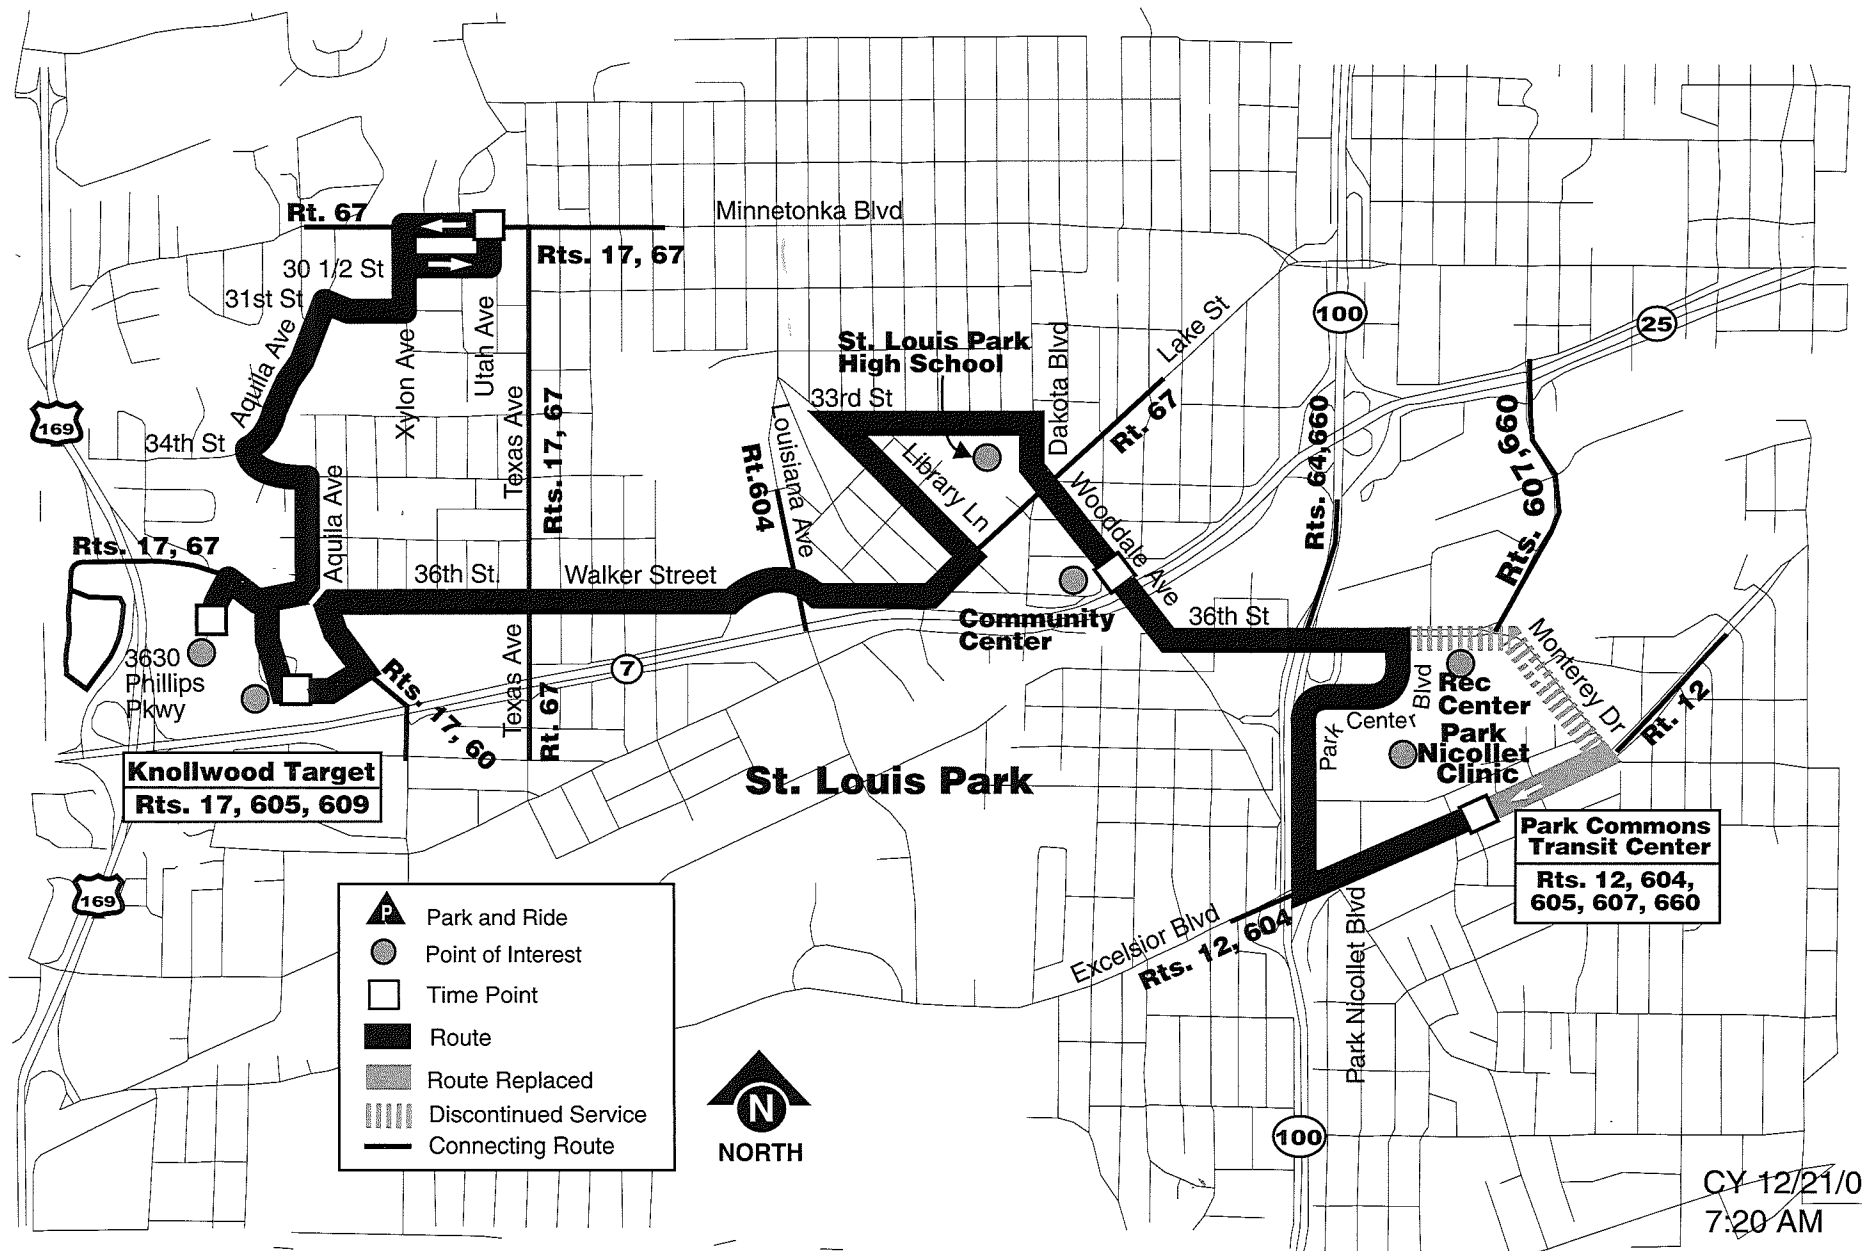 Rt. 67
Minnetonka Blvd
Rts. 17, 67
30 1/2 St
31st St
Aquila Ave
Xylon Ave
Utah Ave
Texas Ave
Rts. 17, 67
169
34th St
Aquila Ave
Rts. 17, 67
36th St.
Walker Street
St. Louis Park
High School
33rd St
Dakota Blvd
Lake St
Rt. 67
100
25
Louisiana Ave
Rt.604
Library Ln
Wooddale Ave
Rts. 64,660
Rts. 607,660
Community
Center
36th St
Monterey Dr
Rt. 12
3630
Phillips
Pkwy
Rts. 17, 60
Texas Ave
Rt. 67
7
Rec
Center
Park
Center
Blvd
Park
Nicollet
Clinic
Knollwood Target
Rts. 17, 605, 609
St. Louis Park
Park Commons
Transit Center
Rts. 12, 604,
605, 607, 660
169
Excelsior Blvd
Rts. 12, 604
Park Nicollet Blvd
P
Park and Ride
Point of Interest
Time Point
Route
Route Replaced
Discontinued Service
Connecting Route
N
NORTH
100
CY 12/21/0
7:20 AM